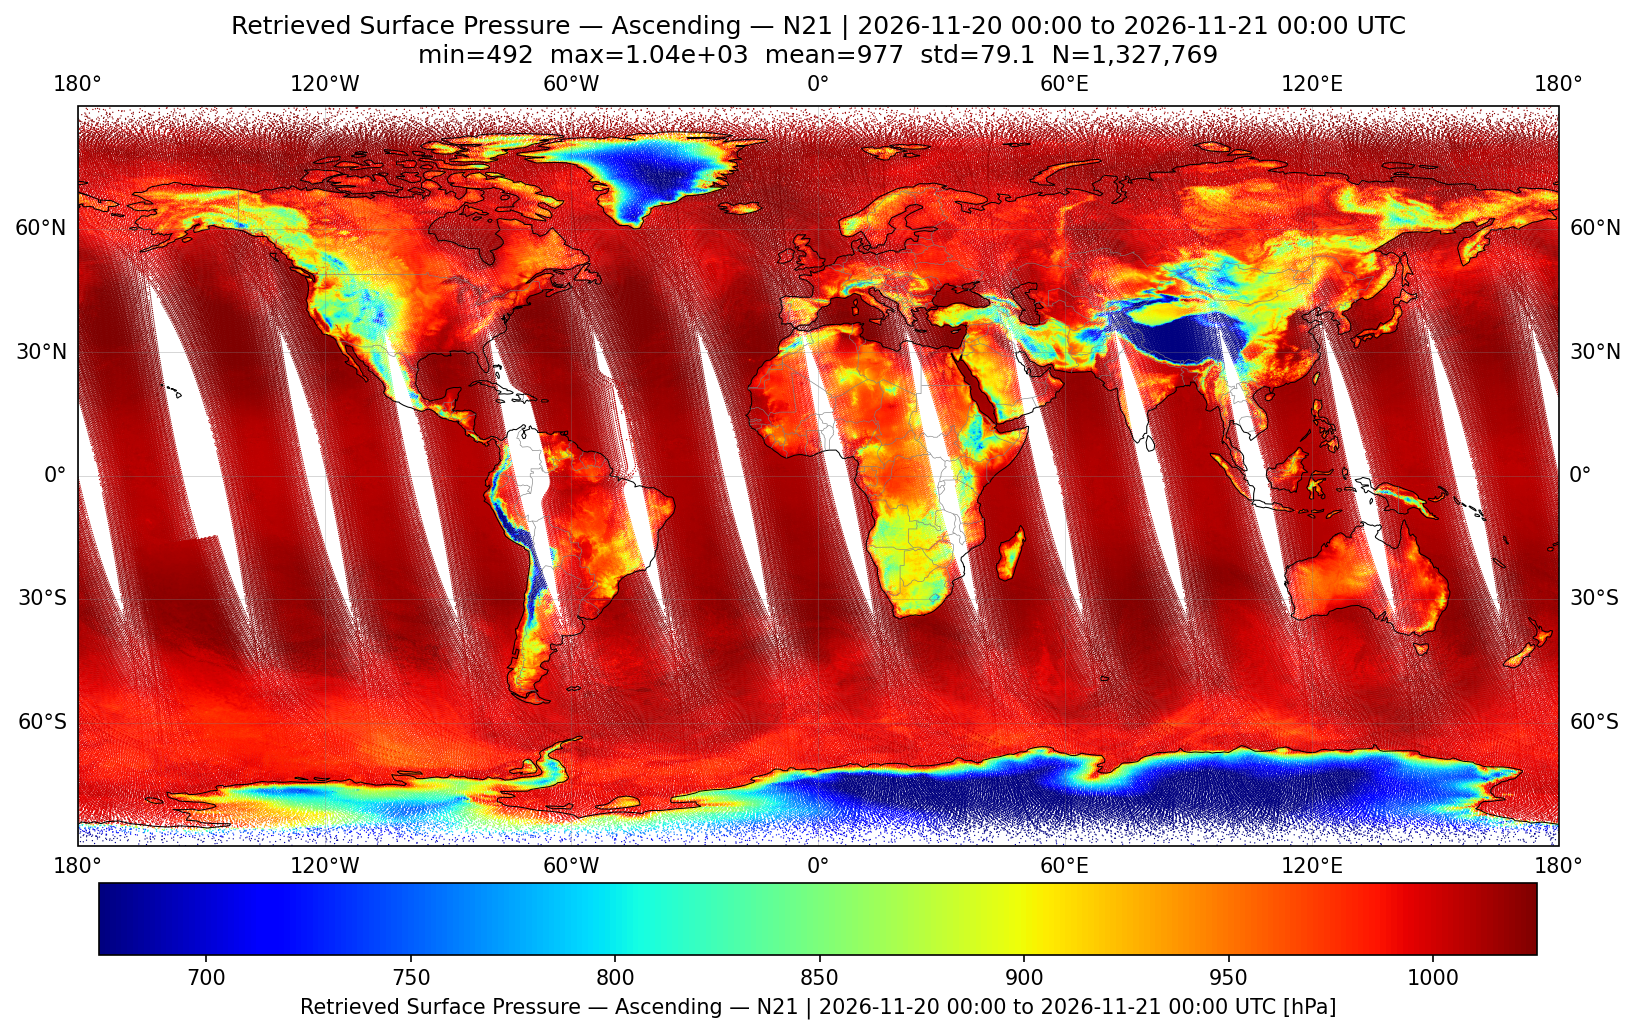 Retrieved Surface Pressure — Ascending — N21 | 2026-11-20 00:00 to 2026-11-21 00:00 UTC
min=492  max=1.04e+03  mean=977  std=79.1  N=1,327,769
180° 120°W 60°W 0° 60°E 120°E 180°
60°N 60°N
30°N 30°N
0° 0°
30°S 30°S
60°S 60°S
180° 120°W 60°W 0° 60°E 120°E 180°
700 750 800 850 900 950 1000
Retrieved Surface Pressure — Ascending — N21 | 2026-11-20 00:00 to 2026-11-21 00:00 UTC [hPa]